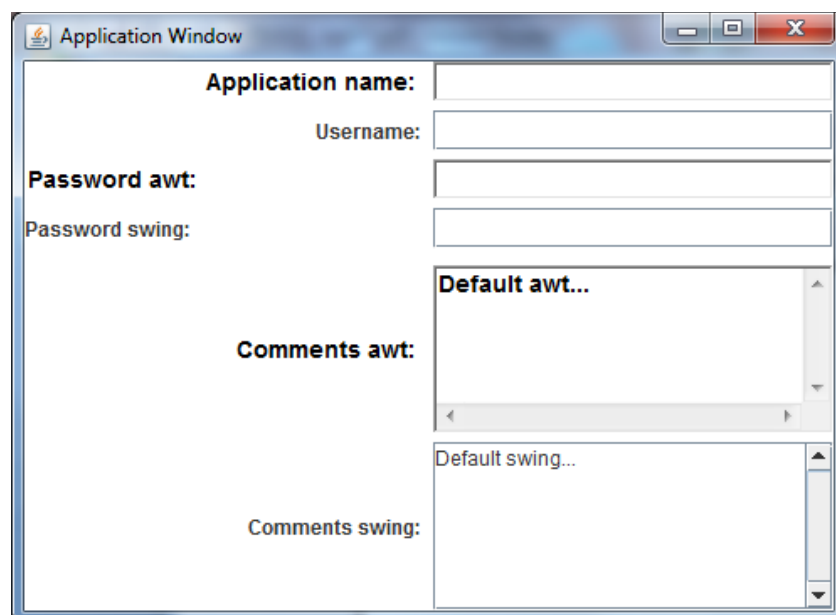 Application Window
Application name:
Username:
Password awt:
Password swing:
Default awt...
Comments awt:
Default swing...
Comments swing: